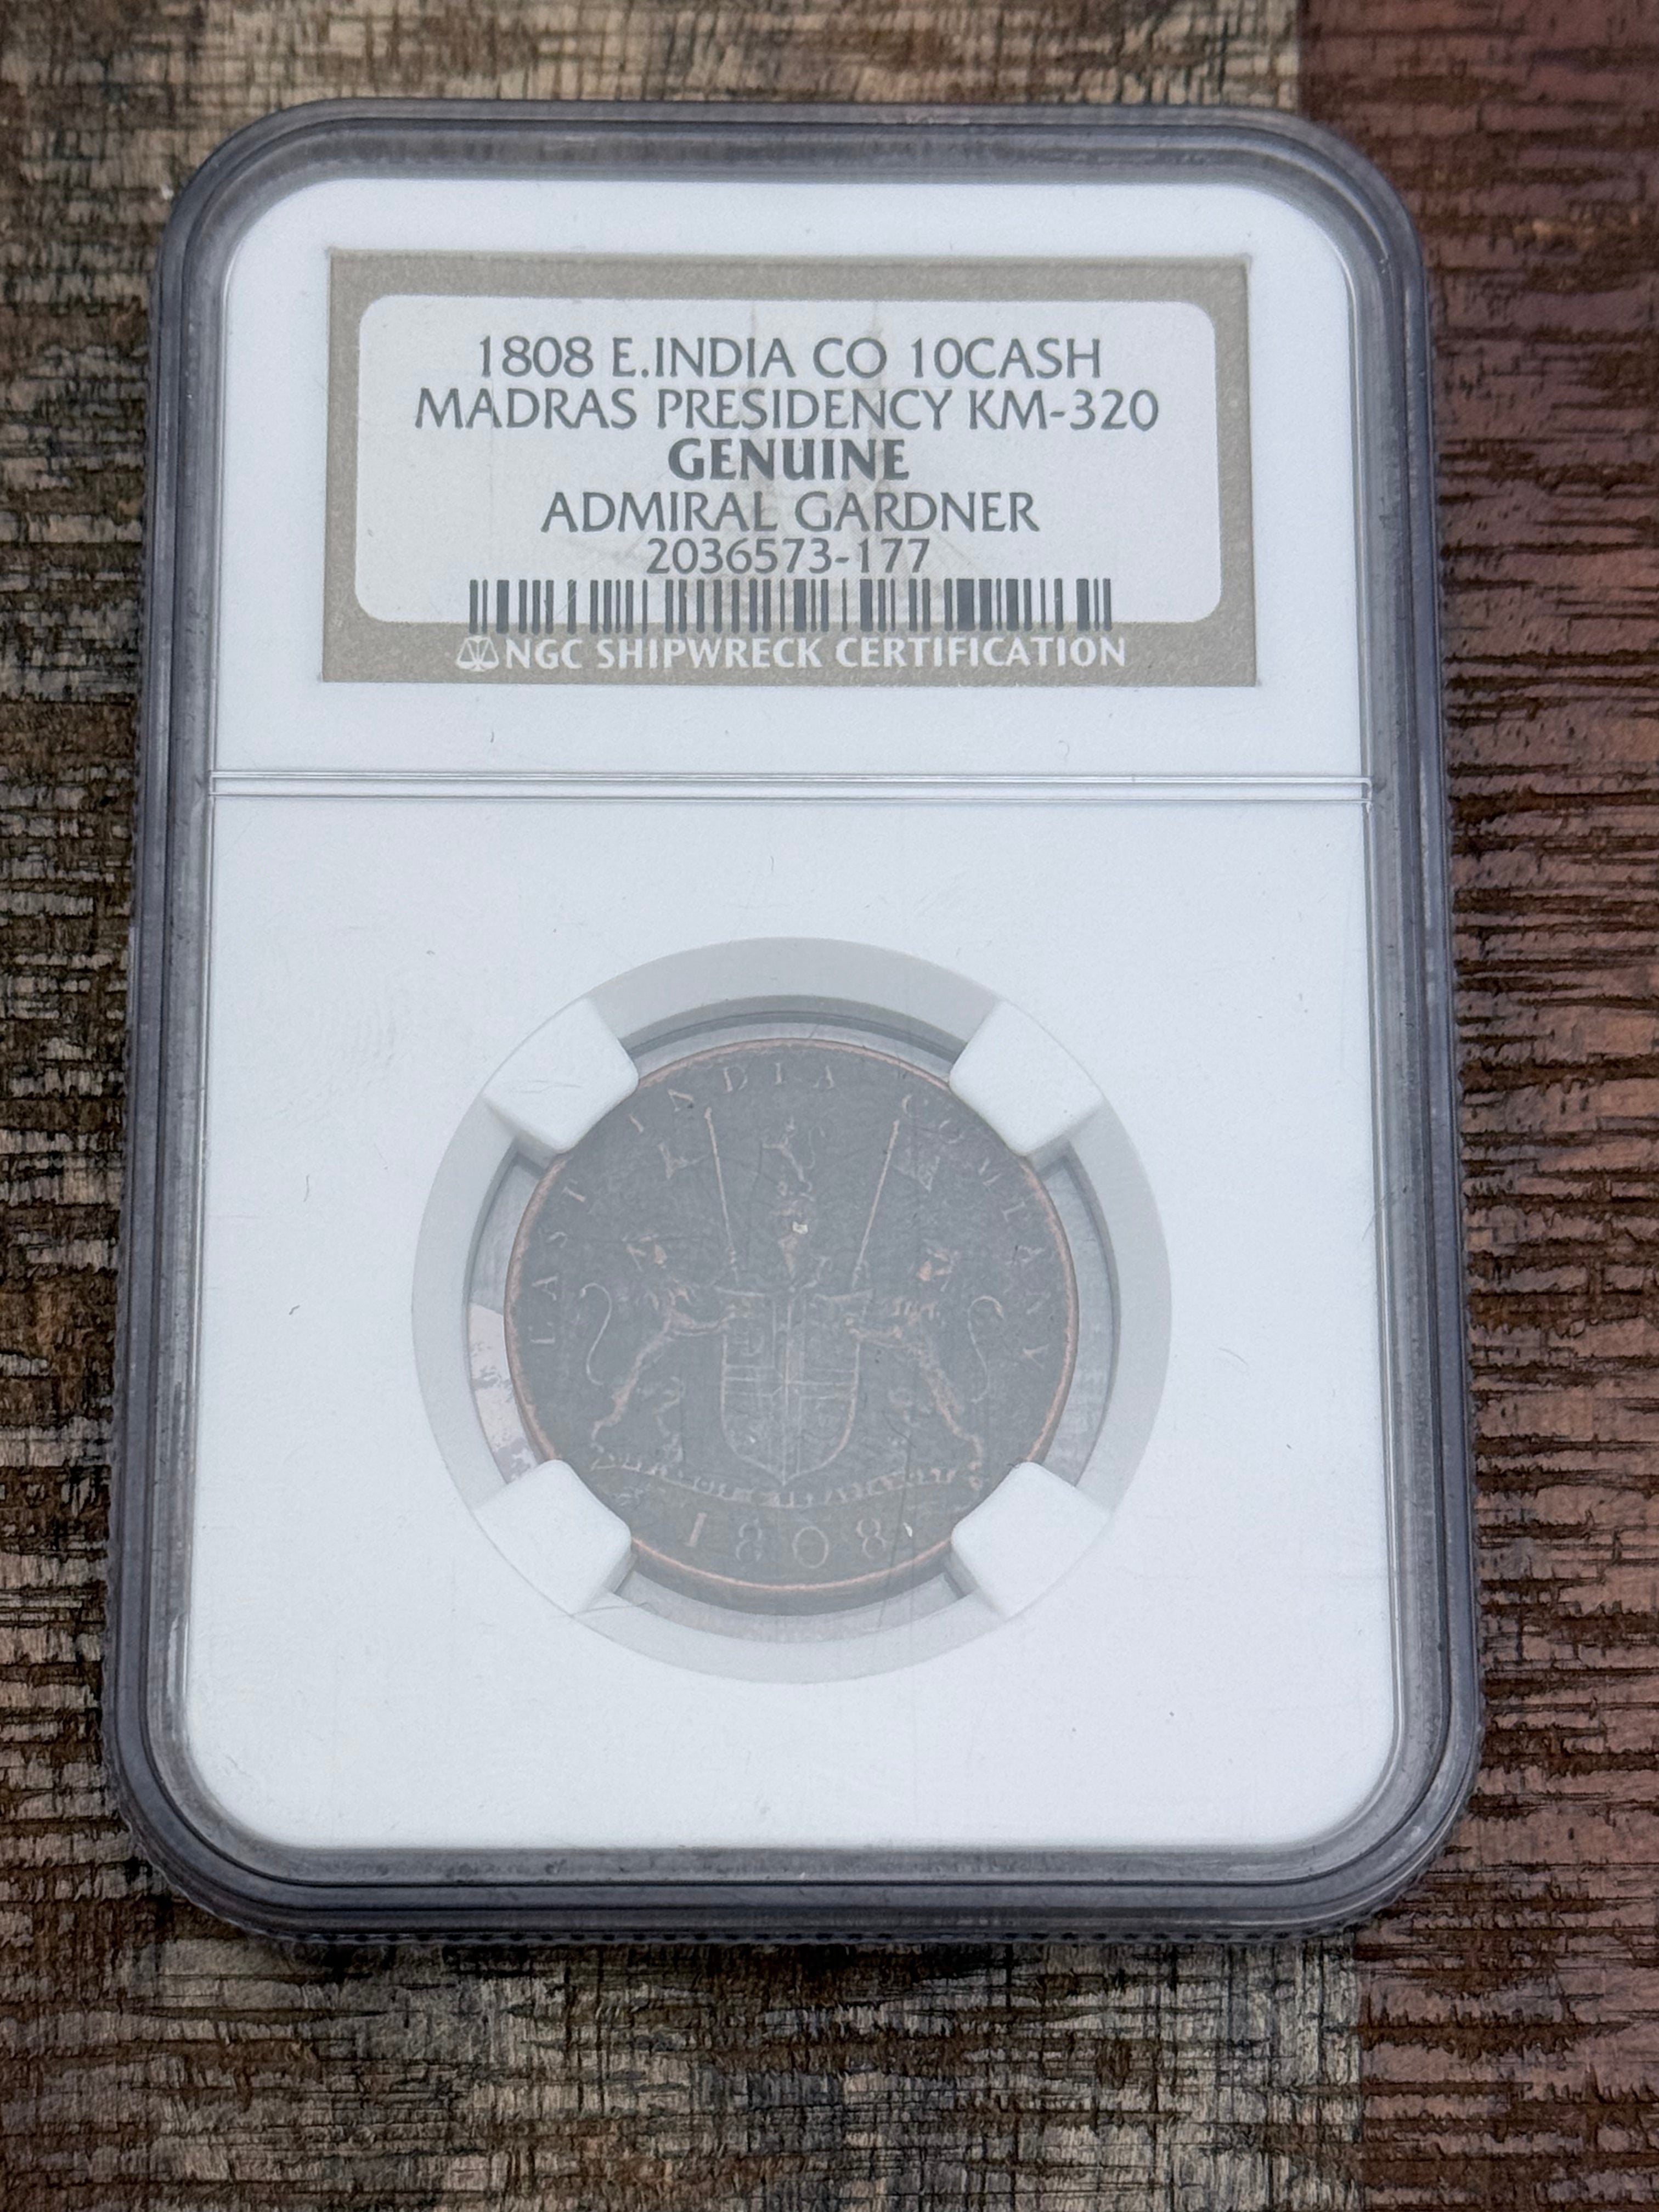 1808 E.INDIA CO 10CASH
MADRAS PRESIDENCY KM-320
GENUINE
ADMIRAL GARDNER
2036573-177
NGC SHIPWRECK CERTIFICATION
EAST INDIA COMPANY
1808